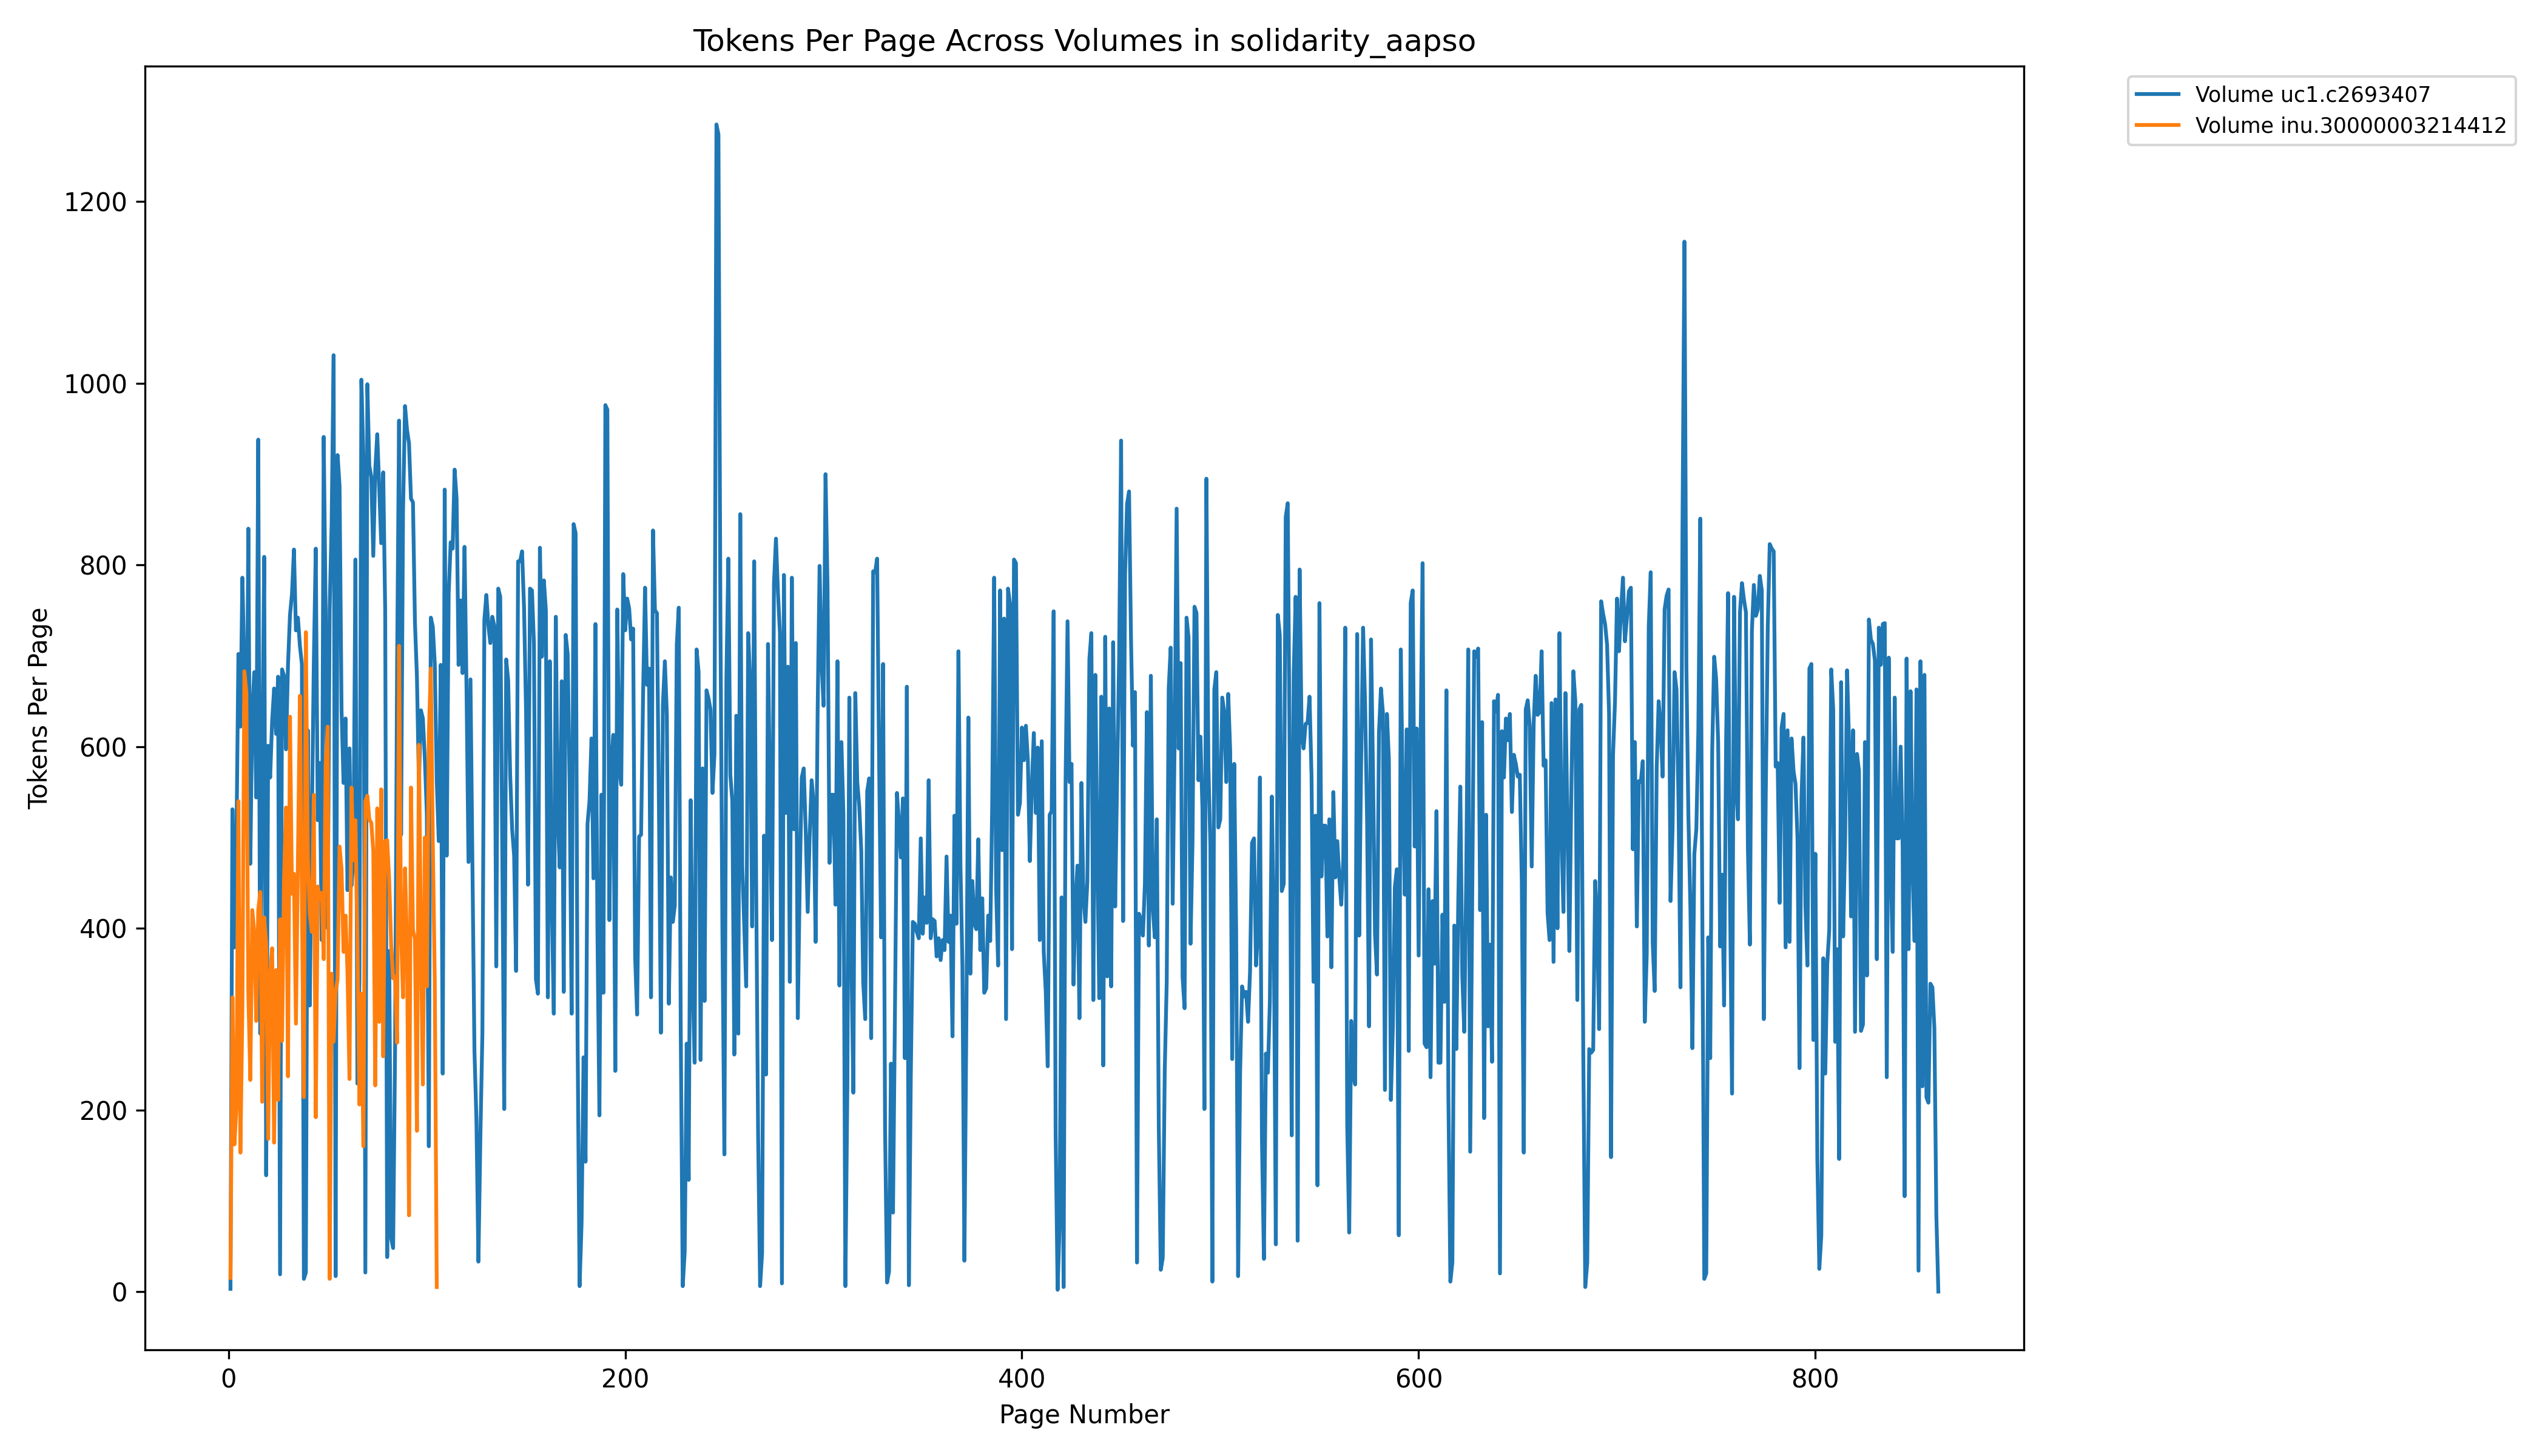 Tokens Per Page Across Volumes in solidarity_aapso
Volume uc1.c2693407
Volume inu.30000003214412
Tokens Per Page
1200
1000
800
600
400
200
0
0 200 400 600 800
Page Number